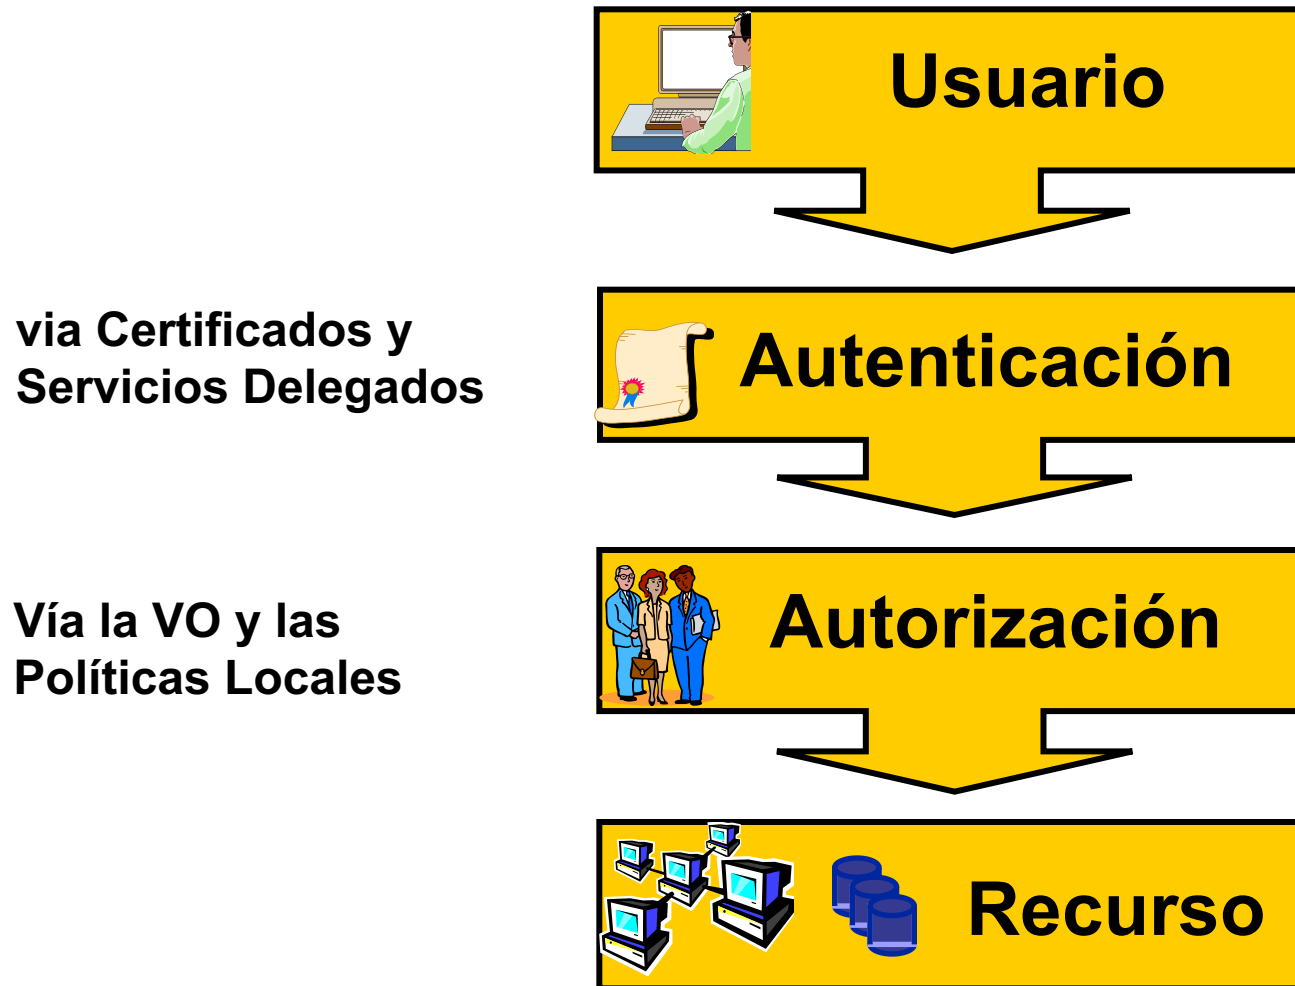 Usuario
via Certificados y
Servicios Delegados
Autenticación
Vía la VO y las
Políticas Locales
Autorización
Recurso